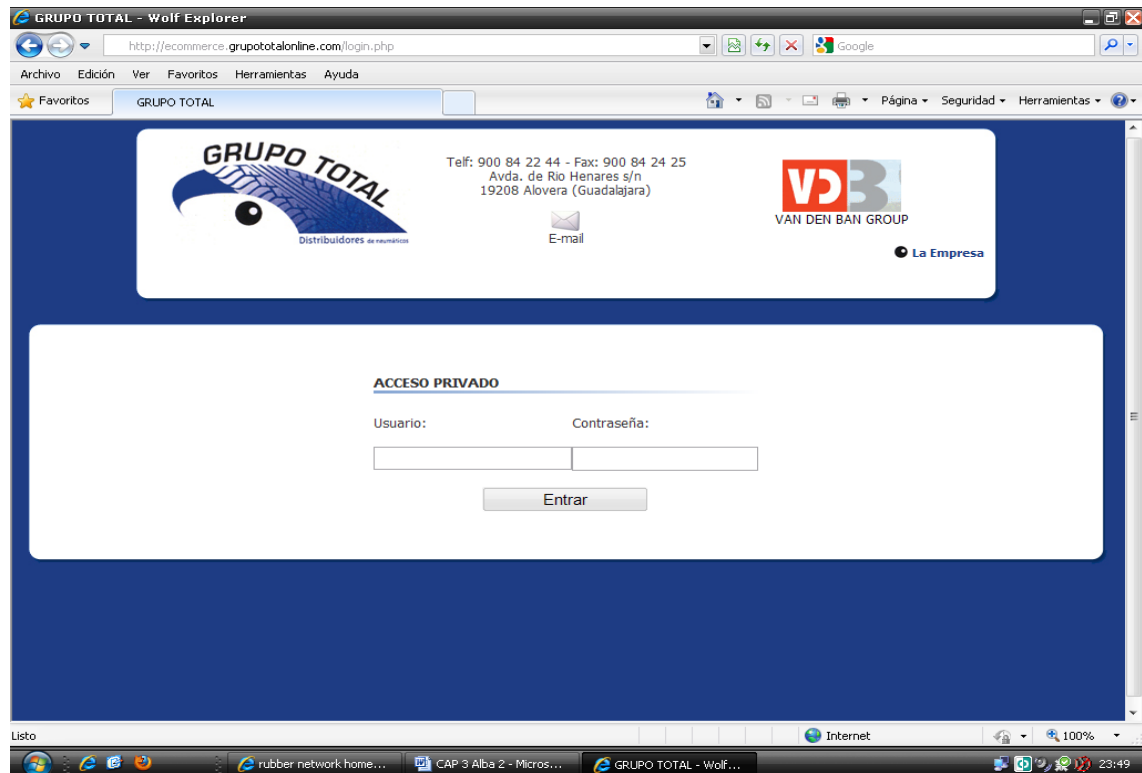 GRUPO TOTAL - Wolf Explorer
http://ecommerce.grupototalonline.com/login.php
Google
Archivo Edición Ver Favoritos Herramientas Ayuda
Favoritos GRUPO TOTAL Página Seguridad Herramientas
GRUPO TOTAL
Distribuidores de neumáticos
Telf: 900 84 22 44 - Fax: 900 84 24 25
Avda. de Rio Henares s/n
19208 Alovera (Guadalajara)
E-mail
VDB
VAN DEN BAN GROUP
La Empresa
ACCESO PRIVADO
Usuario: Contraseña:
Entrar
Listo Internet 100%
rubber network home... CAP 3 Alba 2 - Micros... GRUPO TOTAL - Wolf... 23:49